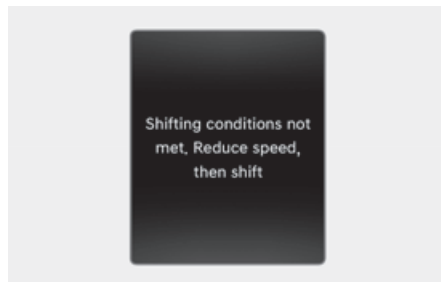 Shifting conditions not
met. Reduce speed,
then shift